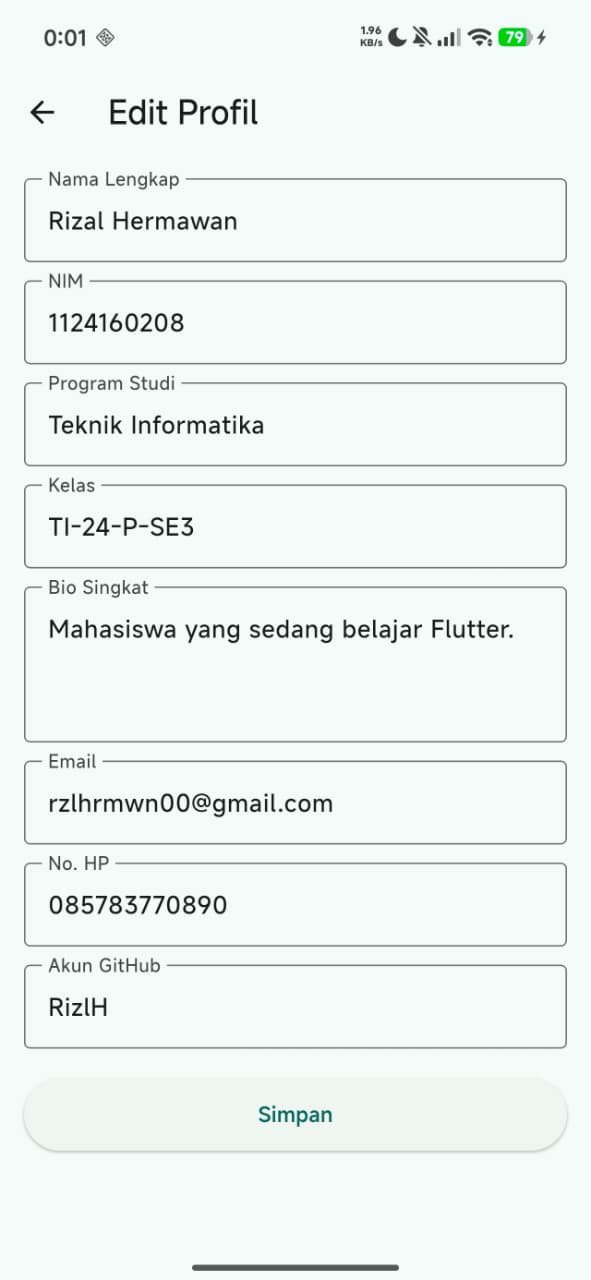 0:01
1.96
KB/s
79
Edit Profil
Nama Lengkap
Rizal Hermawan
NIM
1124160208
Program Studi
Teknik Informatika
Kelas
TI-24-P-SE3
Bio Singkat
Mahasiswa yang sedang belajar Flutter.
Email
rzlhrmwn00@gmail.com
No. HP
085783770890
Akun GitHub
RizlH
Simpan